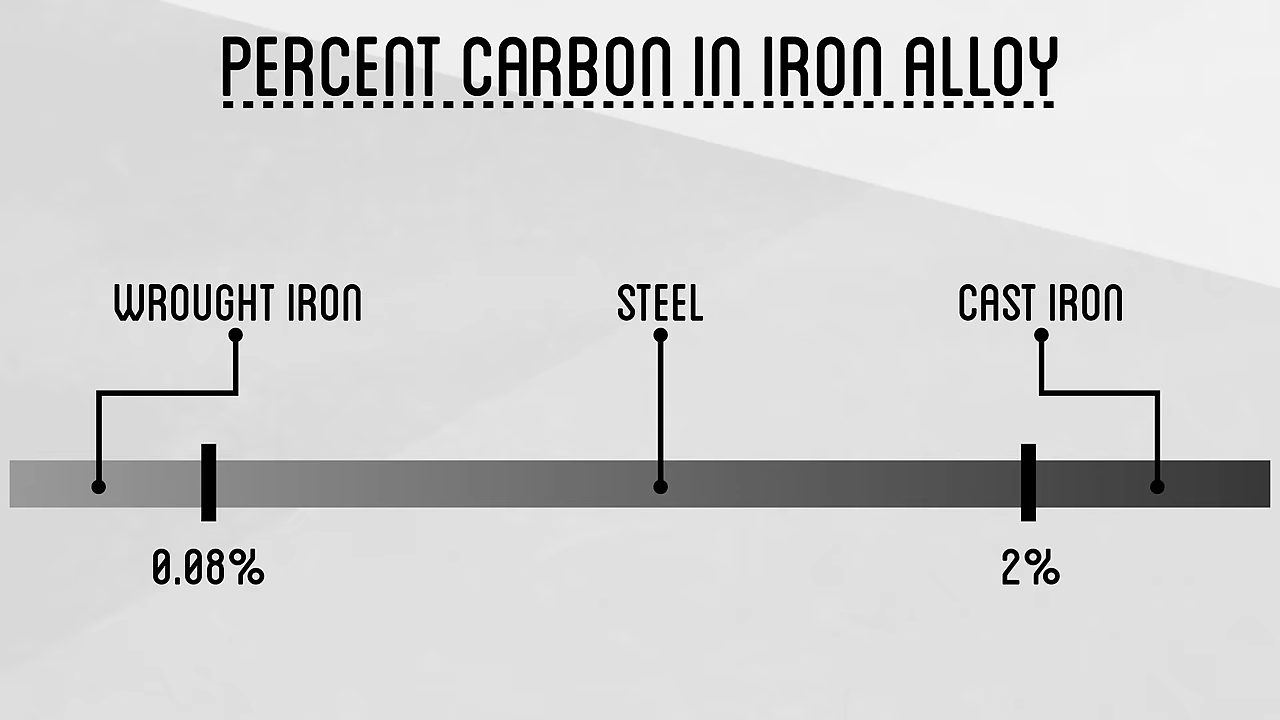 PERCENT CARBON IN IRON ALLOY
WROUGHT IRON
STEEL
CAST IRON
0.08%
2%